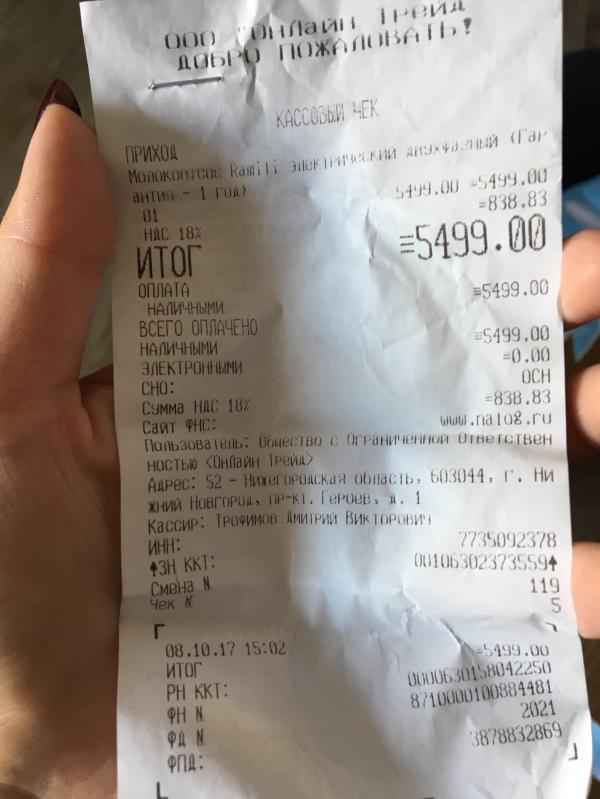 ООО "ОНЛАЙН ТРЕЙД
ДОБРО ПОЖАЛОВАТЬ!
КАССОВЫЙ ЧЕК
ПРИХОД
Молокоотсос Ramili электрический двухфазный (Гар
антия - 1 год) 5499.00 =5499.00
01 =838.83
НДС 18%
ИТОГ =5499.00
ОПЛАТА
НАЛИЧНЫМИ =5499.00
ВСЕГО ОПЛАЧЕНО
НАЛИЧНЫМИ =5499.00
ЭЛЕКТРОННЫМИ =0.00
СНО: ОСН
Сумма НДС 18% =838.83
Сайт ФНС: www.nalog.ru
Пользователь: Общество с Ограниченной Ответствен
ностью <ОнЛайн Трейд>
Адрес: 52 - Нижегородская область, 603044, г. Ни
жний Новгород, пр-кт. Героев, д. 1
Кассир: Трофимов Дмитрий Викторович
ИНН: 7735092378
ЗН ККТ: 00106302373559
Смена N 119
Чек N 5
08.10.17 15:02
ИТОГ =5499.00
РН ККТ: 0000630158042250
ФН N 8710000100884481
ФД N 2021
ФПД: 3878832869